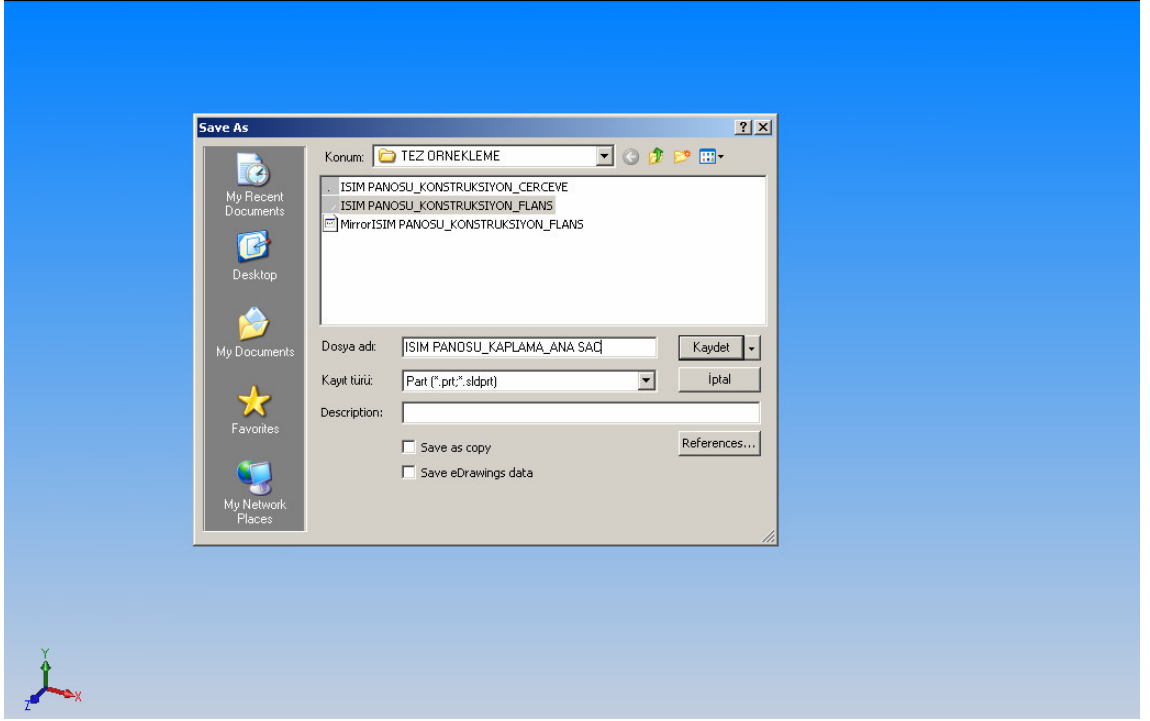 Save As
Konum: TEZ ORNEKLEME
My Recent
Documents
Desktop
My Documents
Favorites
My Network
Places
ISIM PANOSU_KONSTRUKSIYON_CERCEVE
ISIM PANOSU_KONSTRUKSIYON_FLANS
MirrorISIM PANOSU_KONSTRUKSIYON_FLANS
Dosya adı: ISIM PANOSU_KAPLAMA_ANA SAC Kaydet
Kayıt türü: Part (*.prt;*.sldprt) İptal
Description:
References...
Save as copy
Save eDrawings data
Y
Z X